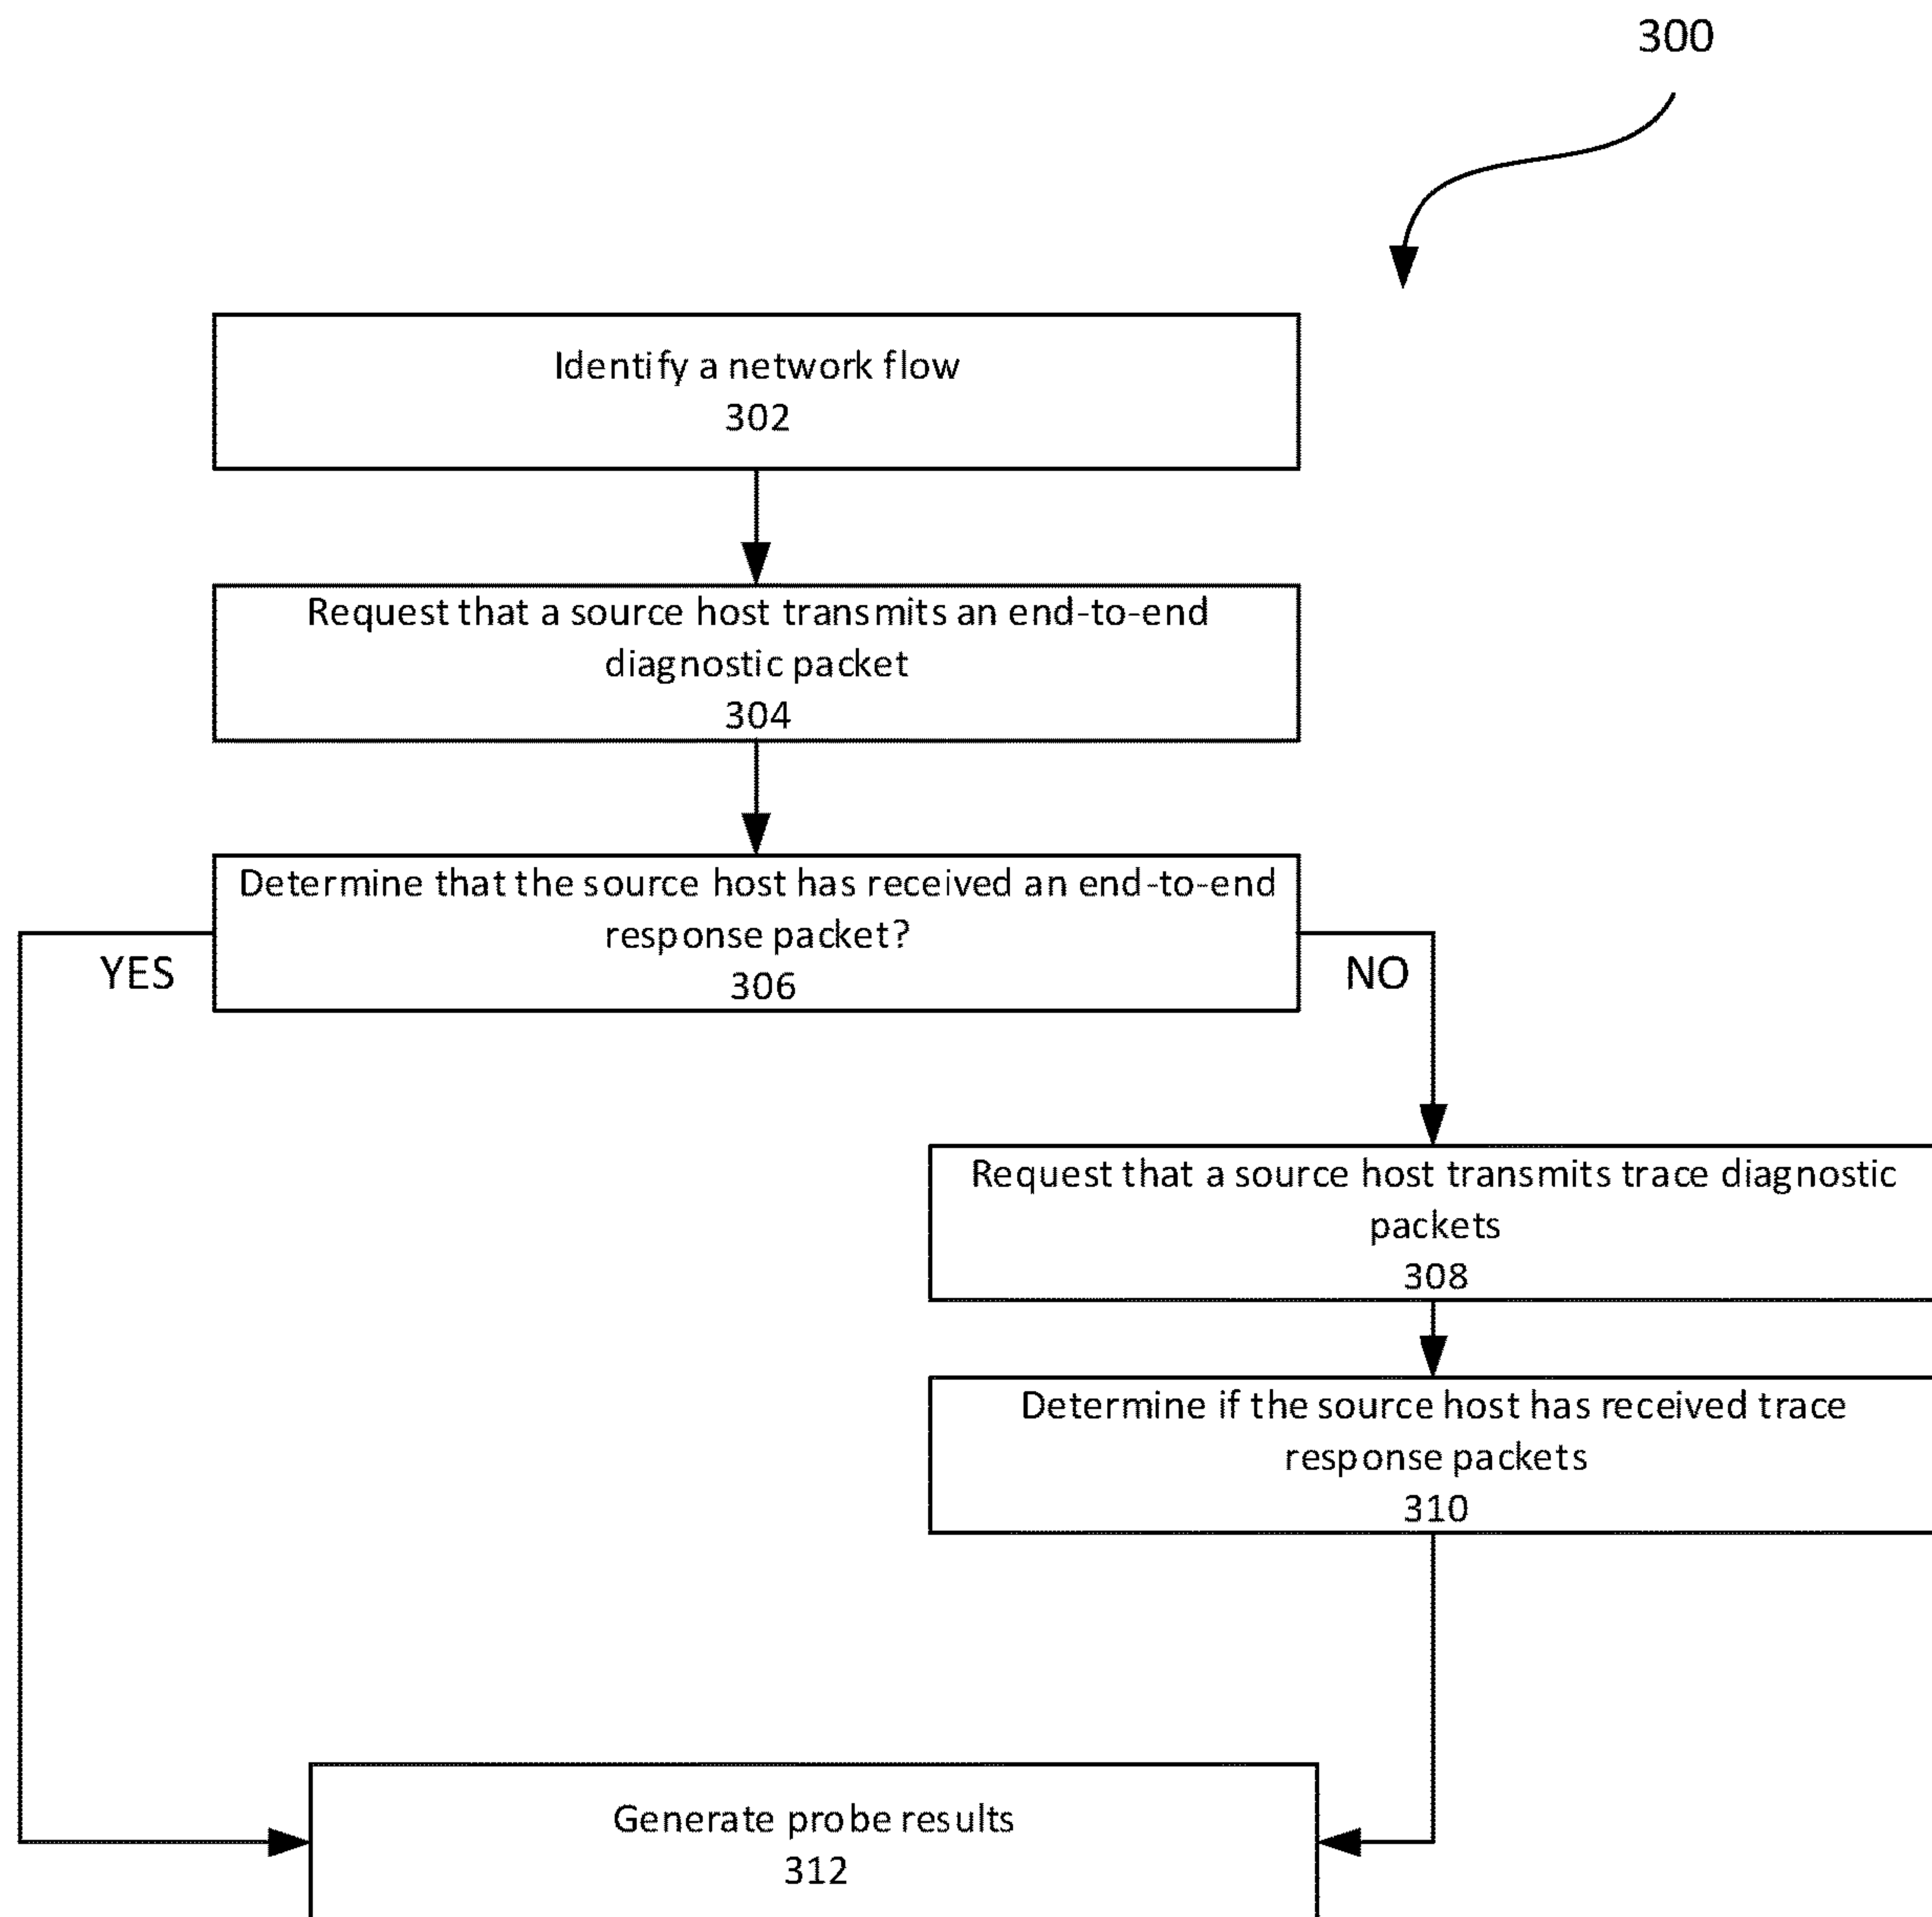 300
Identify a network flow
302
Request that a source host transmits an end-to-end
diagnostic packet
304
Determine that the source host has received an end-to-end
response packet?
306
YES
NO
Request that a source host transmits trace diagnostic
packets
308
Determine if the source host has received trace
response packets
310
Generate probe results
312